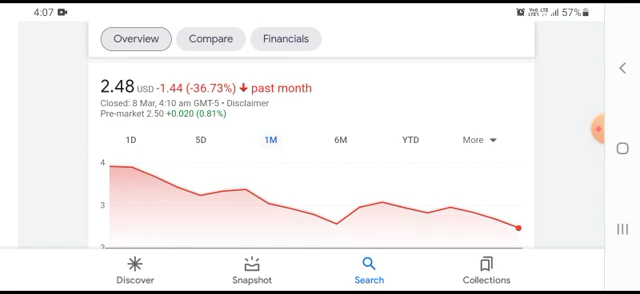 4:07 57%
Overview Compare Financials
2.48 USD -1.44 (-36.73%) past month
Closed: 8 Mar, 4:10 am GMT-5 • Disclaimer
Pre-market 2.50 +0.020 (0.81%)
1D 5D 1M 6M YTD More
4
3
2
Discover Snapshot Search Collections